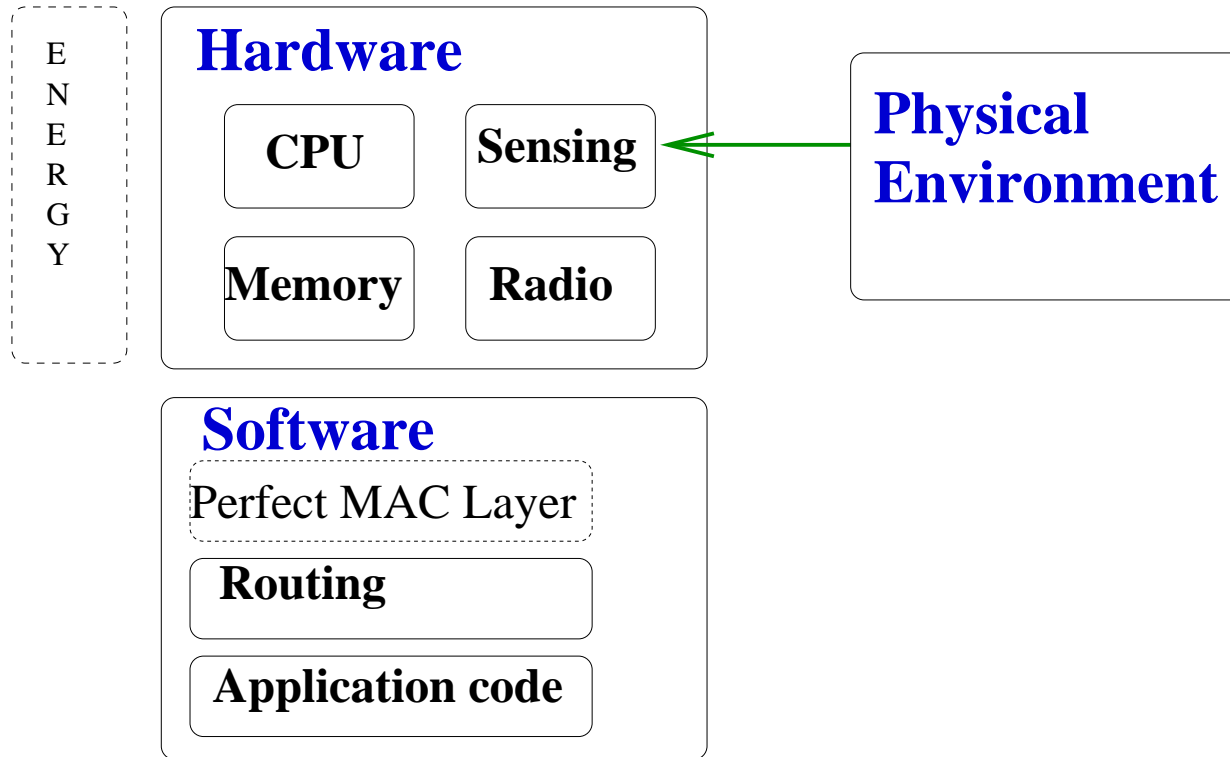 E
N
E
R
G
Y
Hardware
CPU
Sensing
Memory
Radio
Physical
Environment
Software
Perfect MAC Layer
Routing
Application code